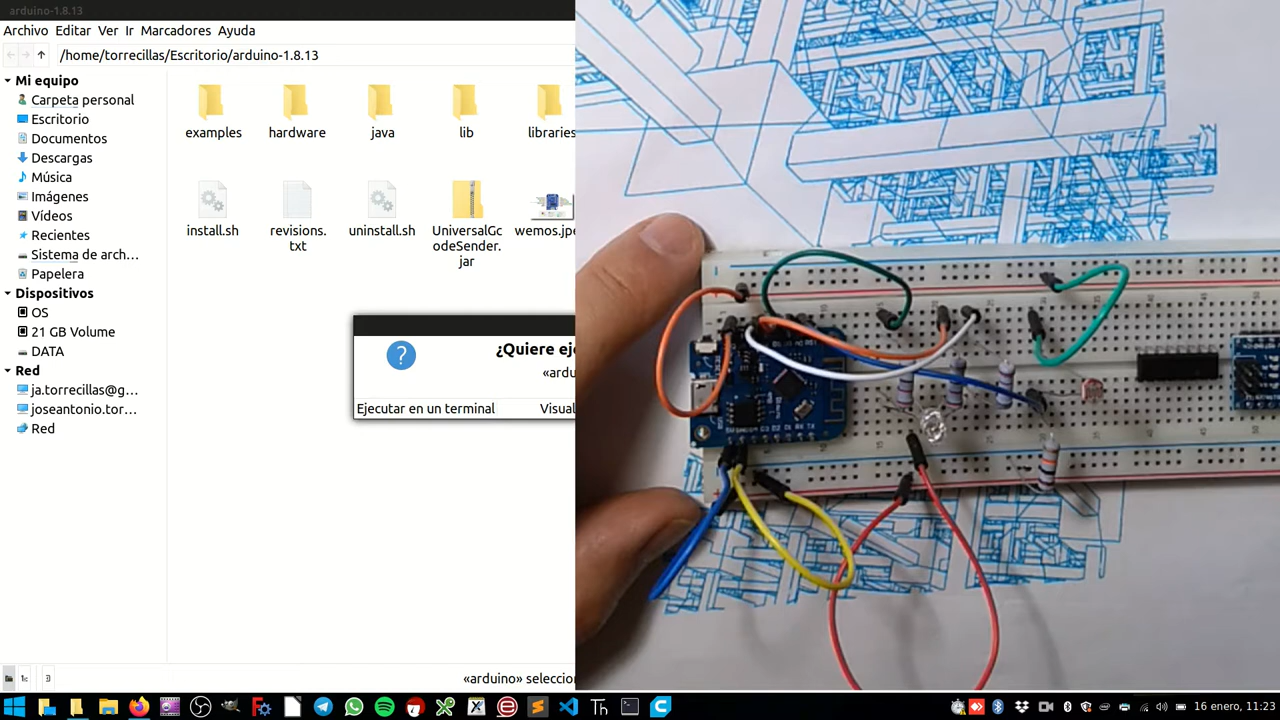 arduino-1.8.13
Archivo Editar Ver Ir Marcadores Ayuda
/home/torrecillas/Escritorio/arduino-1.8.13
Mi equipo
Carpeta personal
Escritorio
Documentos
Descargas
Música
Imágenes
Vídeos
Recientes
Sistema de arch...
Papelera
Dispositivos
OS
21 GB Volume
DATA
Red
ja.torrecillas@g...
joseantonio.tor...
Red
examples
hardware
java
lib
libraries
install.sh
revisions.
txt
uninstall.sh
UniversalGc
odeSender.
jar
wemos.jpe
¿Quiere eje
«ardu
Ejecutar en un terminal
Visual
«arduino» seleccio
16 enero, 11:23